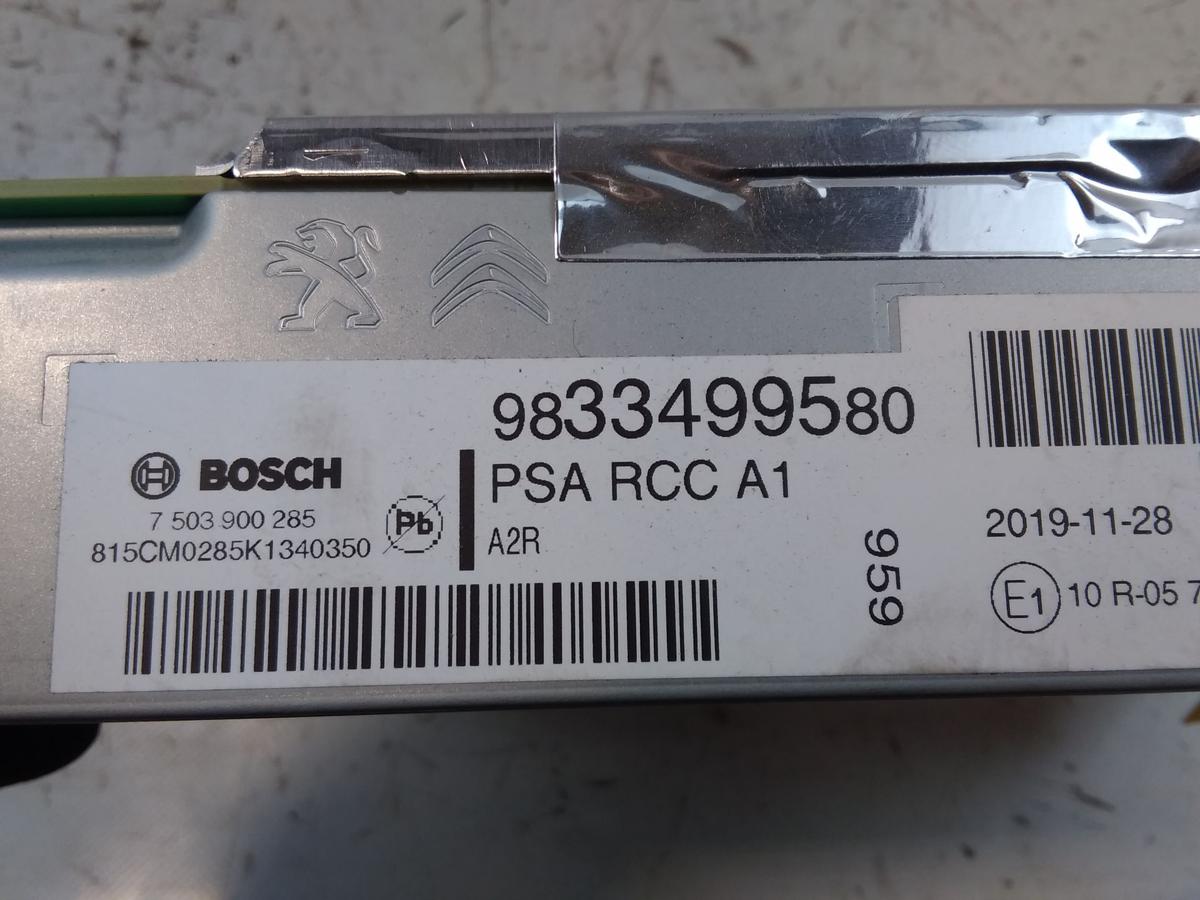 9833499580
BOSCH
PSA RCC A1
7 503 900 285
Pb
A2R
815CM0285K1340350
959
2019-11-28
E1 10 R-05 7